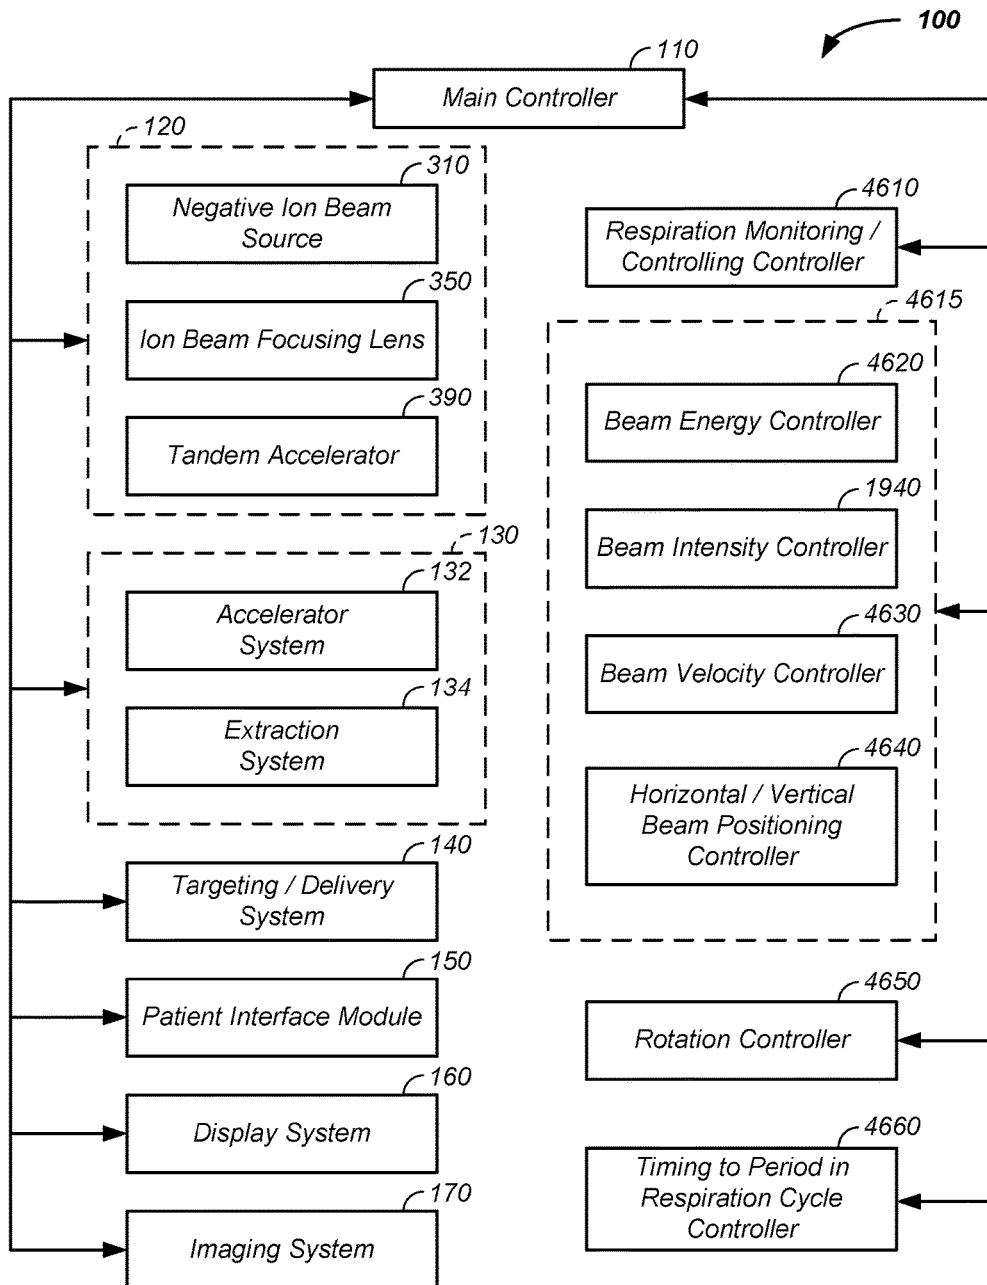 100
110
Main Controller
120
310
Negative Ion Beam
Source
350
Ion Beam Focusing Lens
390
Tandem Accelerator
130
132
Accelerator
System
134
Extraction
System
140
Targeting / Delivery
System
150
Patient Interface Module
160
Display System
170
Imaging System
4610
Respiration Monitoring /
Controlling Controller
4615
4620
Beam Energy Controller
1940
Beam Intensity Controller
4630
Beam Velocity Controller
4640
Horizontal / Vertical
Beam Positioning
Controller
4650
Rotation Controller
4660
Timing to Period in
Respiration Cycle
Controller